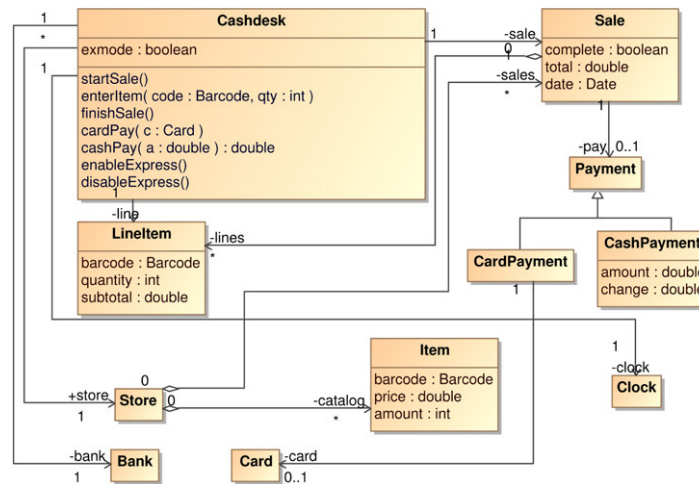 1
Cashdesk
Sale
*
exmode : boolean
1
-sale
complete : boolean
0
1
total : double
1
startSale()
-sales
date : Date
enterItem( code : Barcode, qty : int )
*
1
finishSale()
cardPay( c : Card )
cashPay( a : double ) : double
-pay
0..1
enableExpress()
Payment
disableExpress()
1
-line
LineItem
-lines
CashPayment
*
CardPayment
barcode : Barcode
amount : double
quantity : int
1
change : double
subtotal : double
Item
1
barcode : Barcode
-clock
0
price : double
Clock
+store
Store
0
-catalog
amount : int
1
*
-bank
Bank
Card
-card
1
0..1